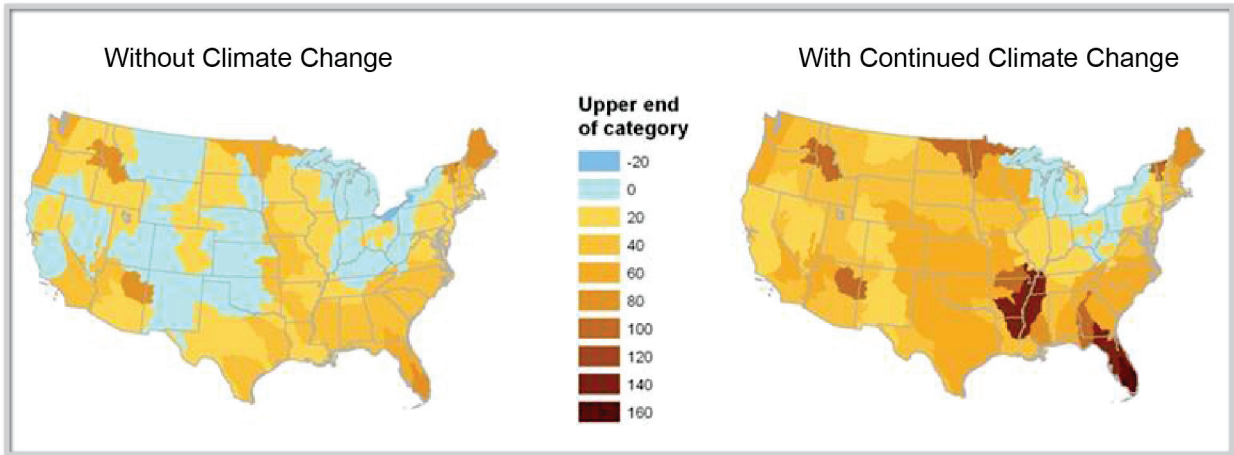 Without Climate Change
With Continued Climate Change
Upper end
of category
-20
0
20
40
60
80
100
120
140
160